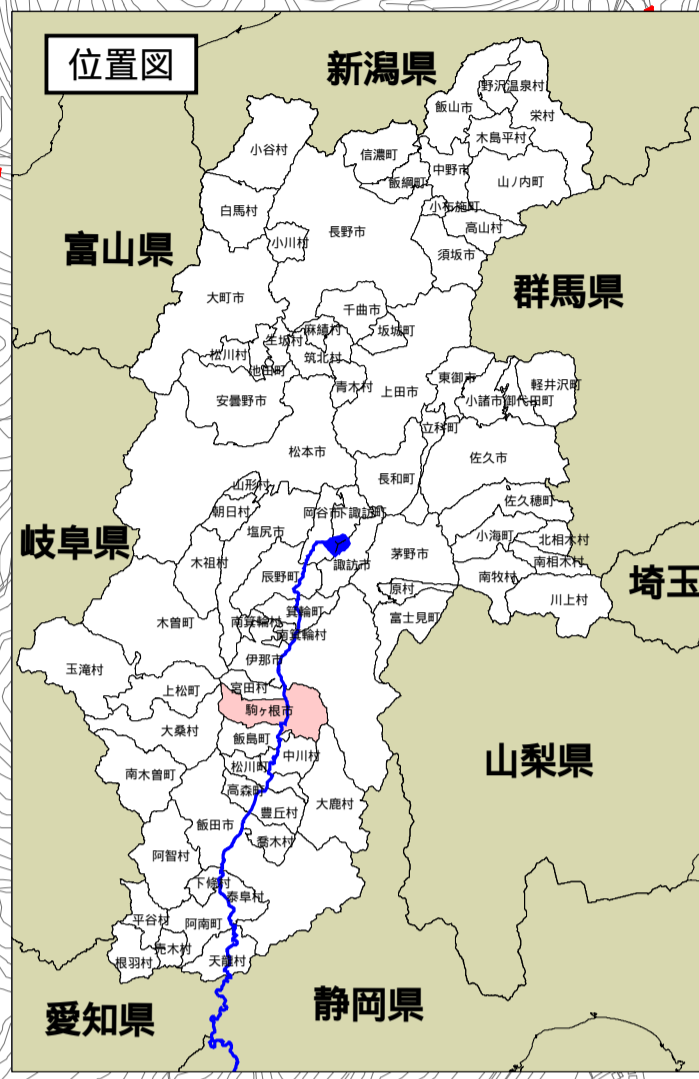 位置図
新潟県
野沢温泉村
飯山市
栄村
木島平村
小谷村
信濃町
中野市
飯綱町
山ノ内町
白馬村
小布施町
高山村
長野市
小川村
富山県
須坂市
群馬県
大町市
千曲市
麻績村
坂城町
生坂村
松川村
筑北村
池田町
青木村
上田市
東御市
軽井沢町
安曇野市
小諸市
御代田町
立科町
松本市
佐久市
長和町
山形村
佐久穂町
朝日村
岡谷市
下諏訪町
塩尻市
小海町
北相木村
岐阜県
茅野市
木祖村
諏訪市
南相木村
辰野町
南牧村
埼玉
原村
川上村
箕輪町
富士見町
木曽町
南箕輪村
南箕輪村
伊那市
玉滝村
上松町
宮田村
駒ヶ根市
大桑村
飯島町
中川村
山梨県
松川町
南木曽町
高森町
大鹿村
豊丘村
飯田市
喬木村
阿智村
下條村
泰阜村
平谷村
阿南町
売木村
根羽村
天龍村
静岡県
愛知県